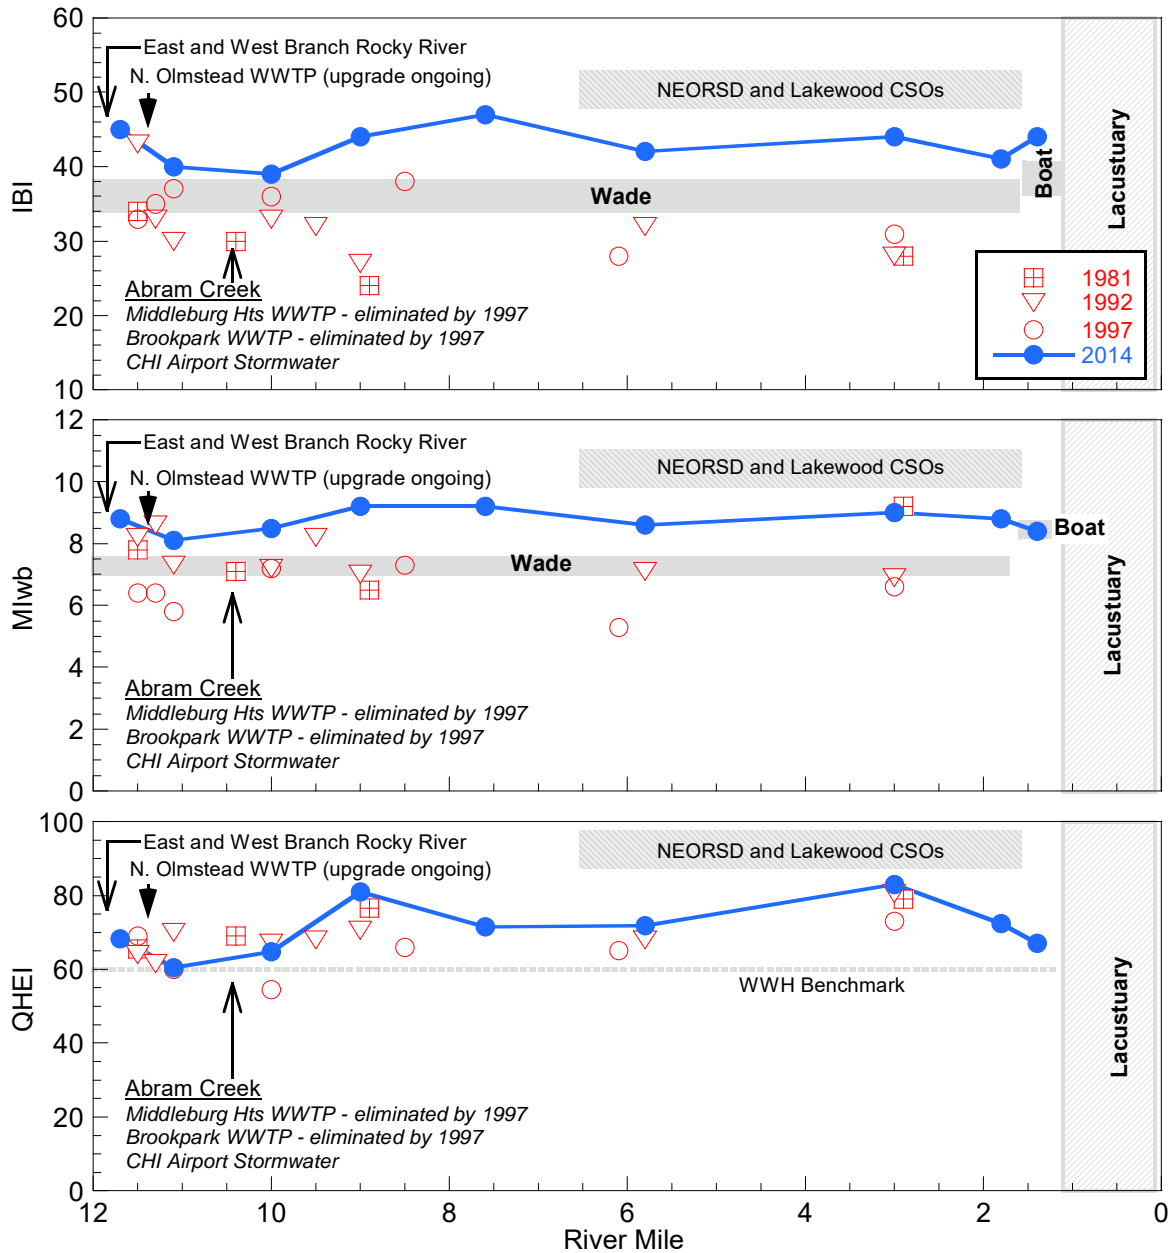 60
East and West Branch Rocky River
N. Olmstead WWTP (upgrade ongoing)
50
NEORSD and Lakewood CSOs
40
IBI
Wade
Boat
Lacustuary
30
Abram Creek
Middleburg Hts WWTP - eliminated by 1997
Brookpark WWTP - eliminated by 1997
CHI Airport Stormwater
20
10
1981
1992
1997
2014
12
East and West Branch Rocky River
N. Olmstead WWTP (upgrade ongoing)
10
NEORSD and Lakewood CSOs
8
Boat
Wade
MIwb
6
Lacustuary
4
Abram Creek
Middleburg Hts WWTP - eliminated by 1997
Brookpark WWTP - eliminated by 1997
CHI Airport Stormwater
2
0
100
East and West Branch Rocky River
N. Olmstead WWTP (upgrade ongoing)
NEORSD and Lakewood CSOs
80
60
WWH Benchmark
QHEI
Lacustuary
40
Abram Creek
Middleburg Hts WWTP - eliminated by 1997
Brookpark WWTP - eliminated by 1997
CHI Airport Stormwater
20
0
12 10 8 6 4 2 0
River Mile